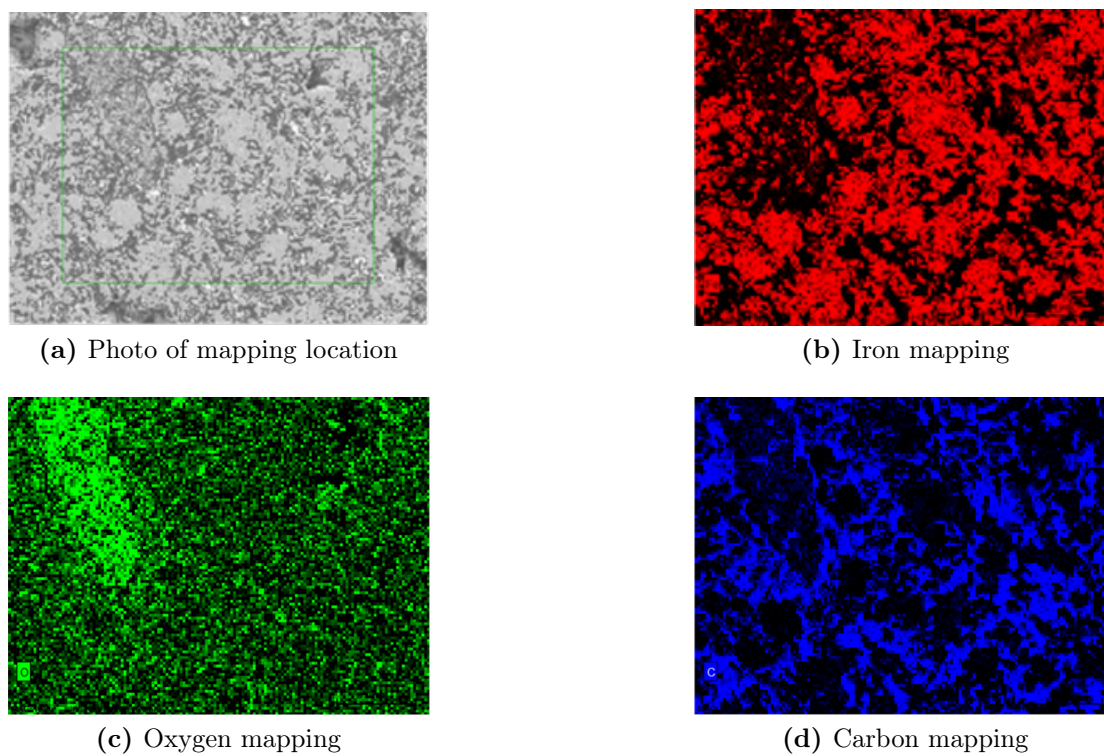 (a) Photo of mapping location
(b) Iron mapping
O
(c) Oxygen mapping
C
(d) Carbon mapping